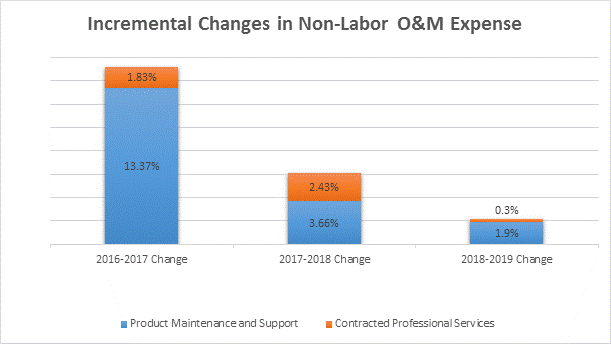 Incremental Changes in Non-Labor O&M Expense
1.83%
13.37%
2.43%
3.66%
0.3%
1.9%
2016-2017 Change
2017-2018 Change
2018-2019 Change
Product Maintenance and Support
Contracted Professional Services